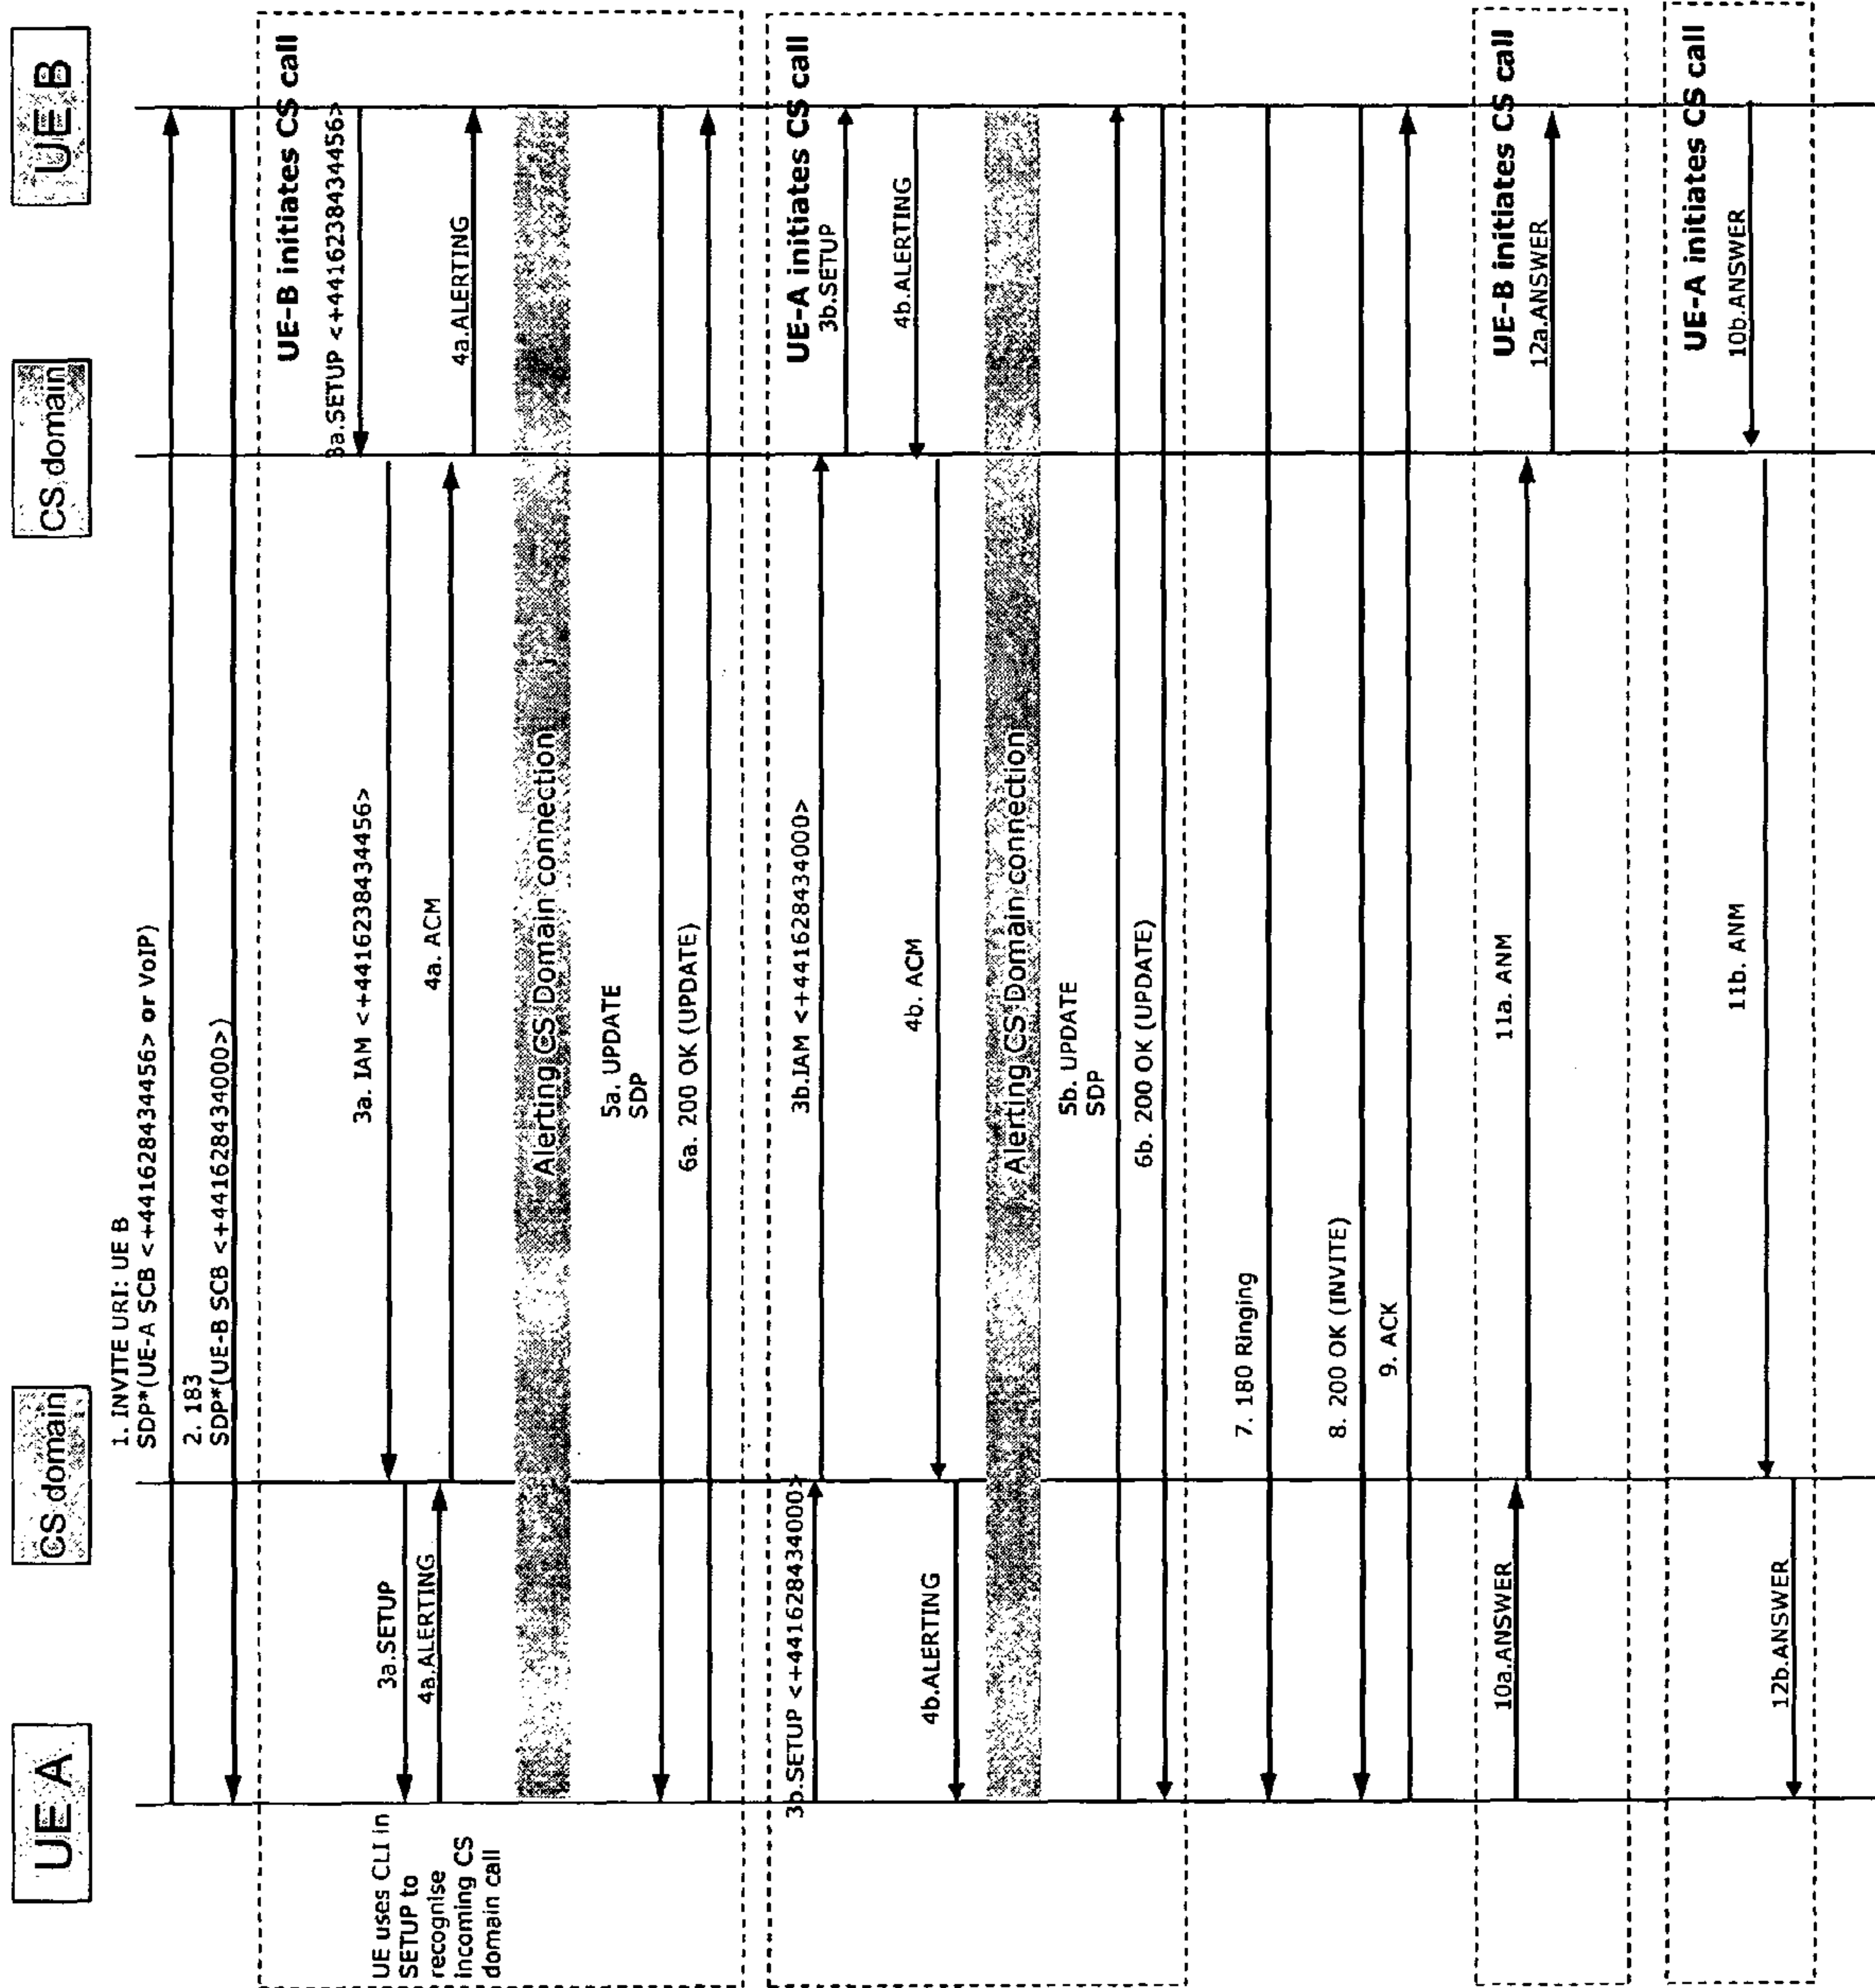 UE A
CS domain
CS domain
UE B
1. INVITE URI: UE B
SDP*(UE-A SCB <+441628434456> or VoIP)
2. 183
SDP*(UE-B SCB <+441628434000>)
UE-B initiates CS call
3a.SETUP <+4416238434456>
3a. IAM <+4416238434456>
3a.SETUP
UE uses CLI in
SETUP to
recognise
incoming CS
domain call
4a.ALERTING
4a. ACM
4a.ALERTING
Alerting CS Domain connection
5a. UPDATE
SDP
6a. 200 OK (UPDATE)
UE-A initiates CS call
3b.SETUP <+441628434000>
3b.IAM <+441628434000>
3b.SETUP
4b.ALERTING
4b. ACM
4b.ALERTING
Alerting CS Domain connection
5b. UPDATE
SDP
6b. 200 OK (UPDATE)
7. 180 Ringing
8. 200 OK (INVITE)
9. ACK
UE-B initiates CS call
10a.ANSWER
11a. ANM
12a.ANSWER
UE-A initiates CS call
10b.ANSWER
11b. ANM
12b.ANSWER